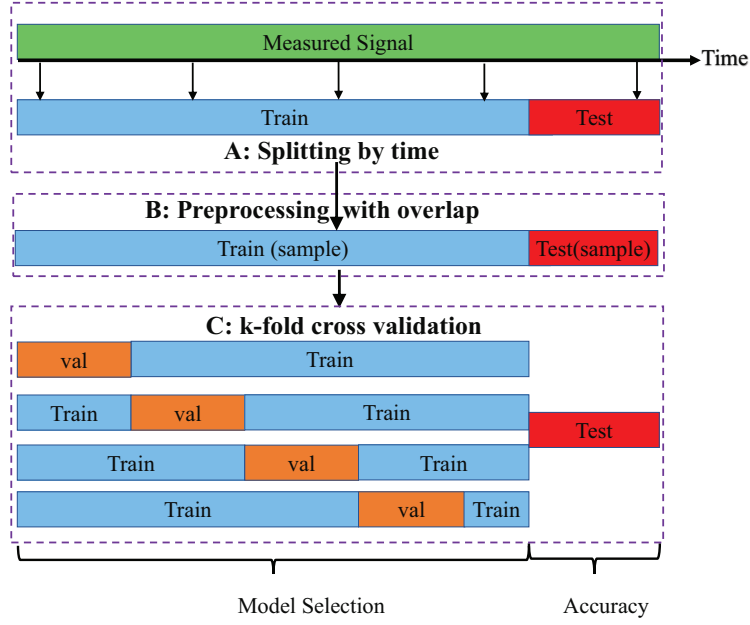 Measured Signal
Time
Train
Test
A: Splitting by time
B: Preprocessing with overlap
Train (sample)
Test(sample)
C: k-fold cross validation
val
Train
Train
val
Train
Test
Train
val
Train
Train
val
Train
Model Selection
Accuracy